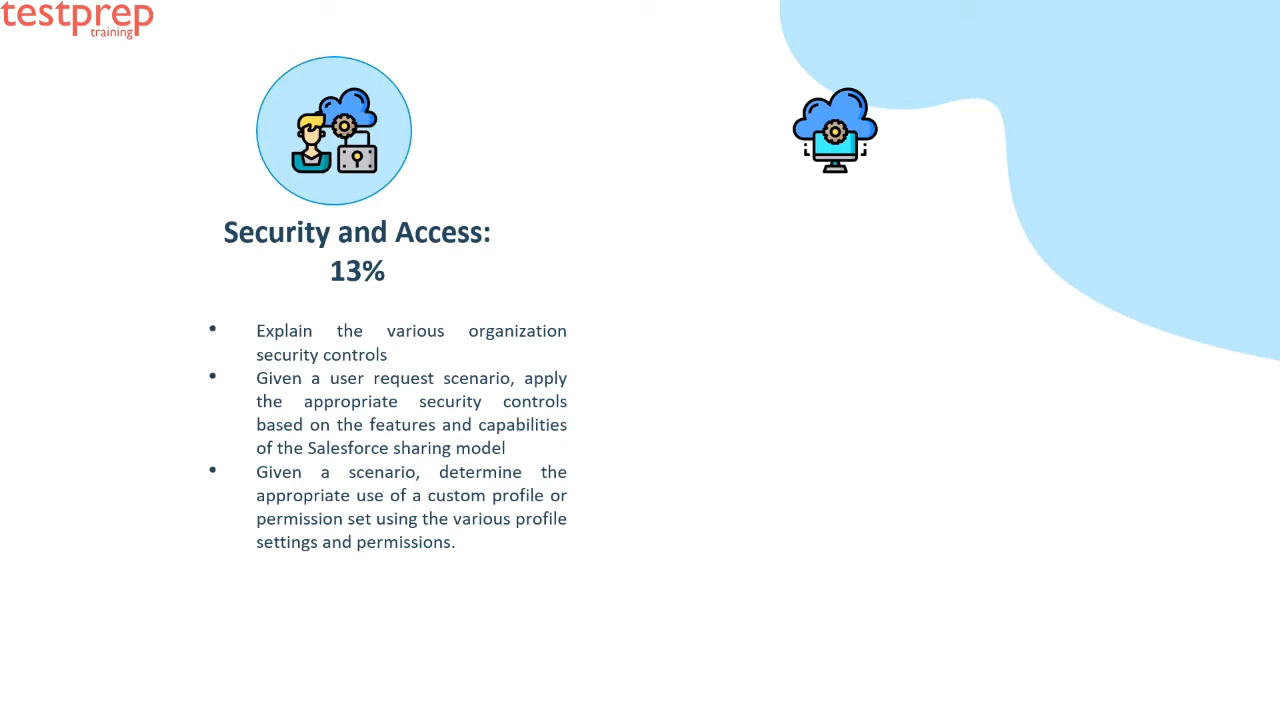 testprep
training
Security and Access:
13%
• Explain the various organization
security controls
• Given a user request scenario, apply
the appropriate security controls
based on the features and capabilities
of the Salesforce sharing model
• Given a scenario, determine the
appropriate use of a custom profile or
permission set using the various profile
settings and permissions.